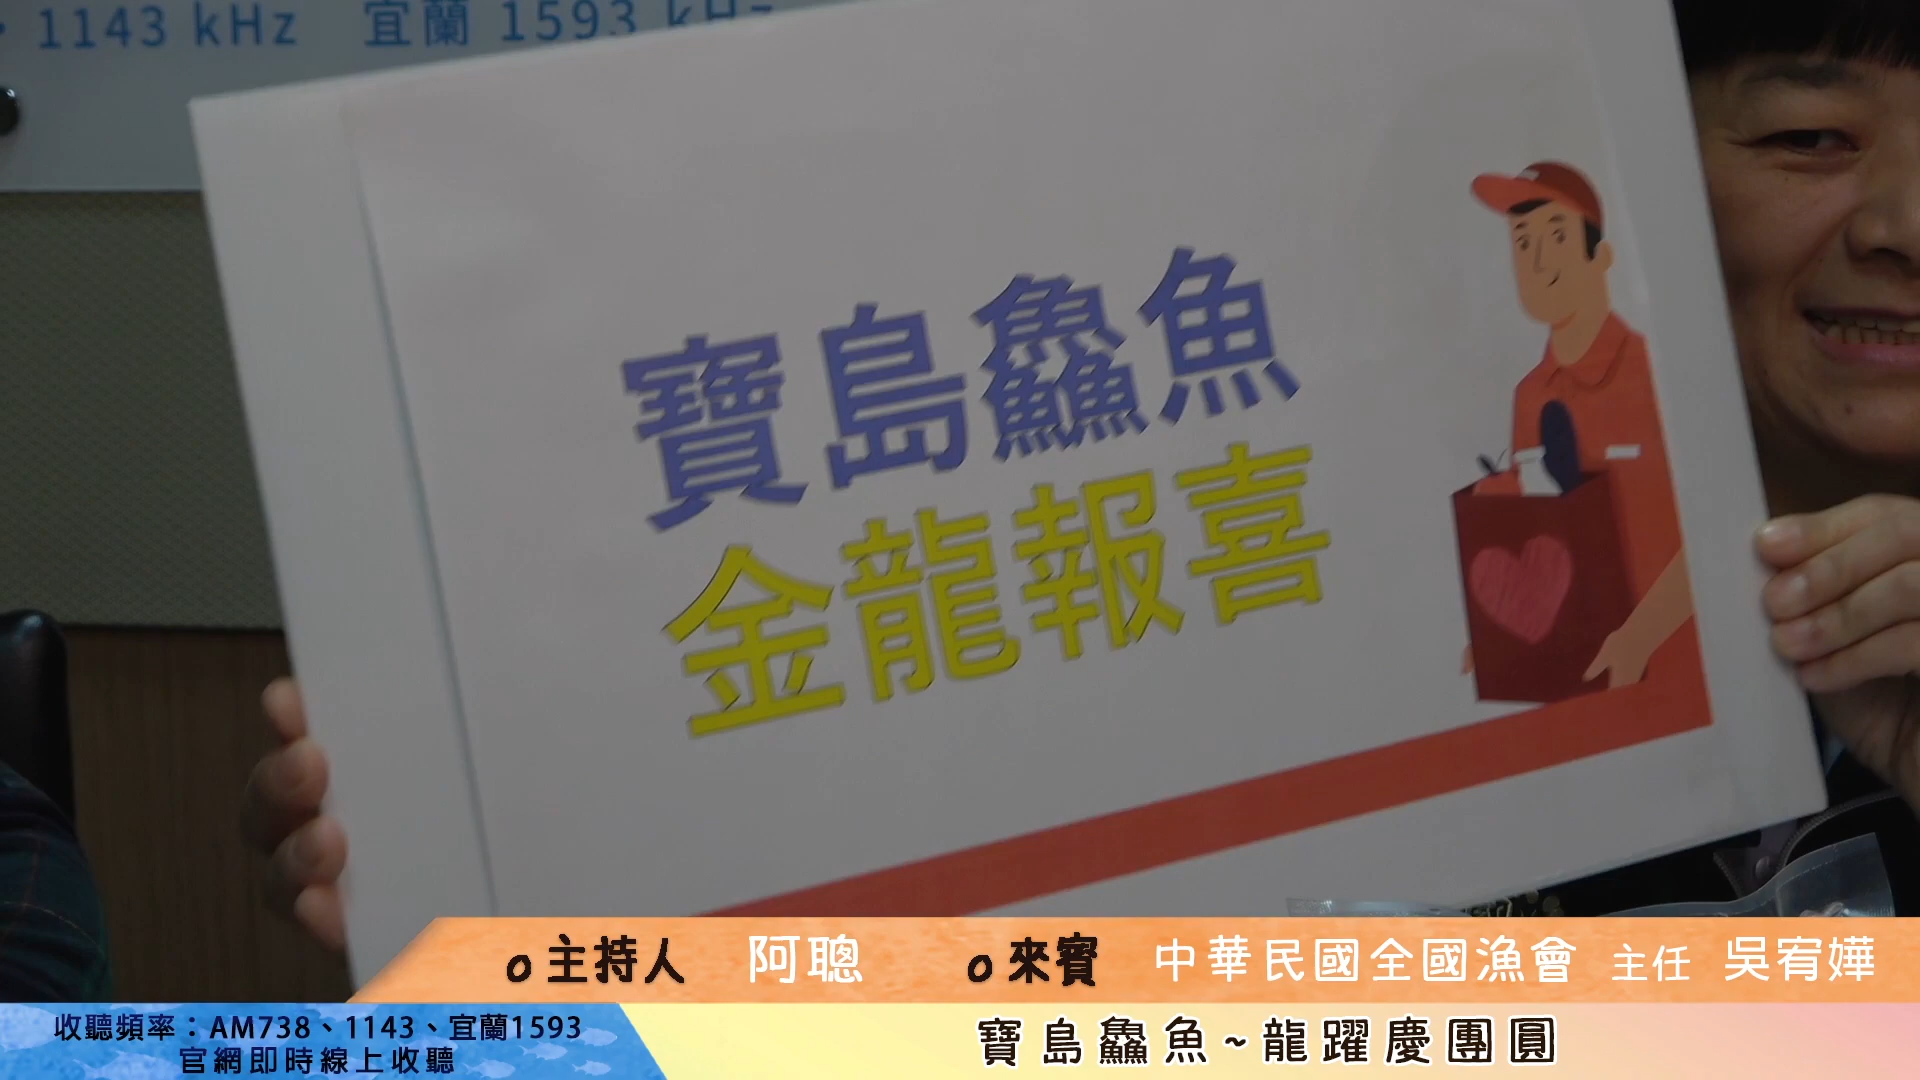 1143 kHz 宜蘭 1593 kHz
寶島鱻魚
金龍報喜
主持人 阿聰 來賓 中華民國全國漁會 主任 吳宥嬅
收聽頻率：AM738、1143、宜蘭1593
官網即時線上收聽
寶島鱻魚~龍躍慶團圓